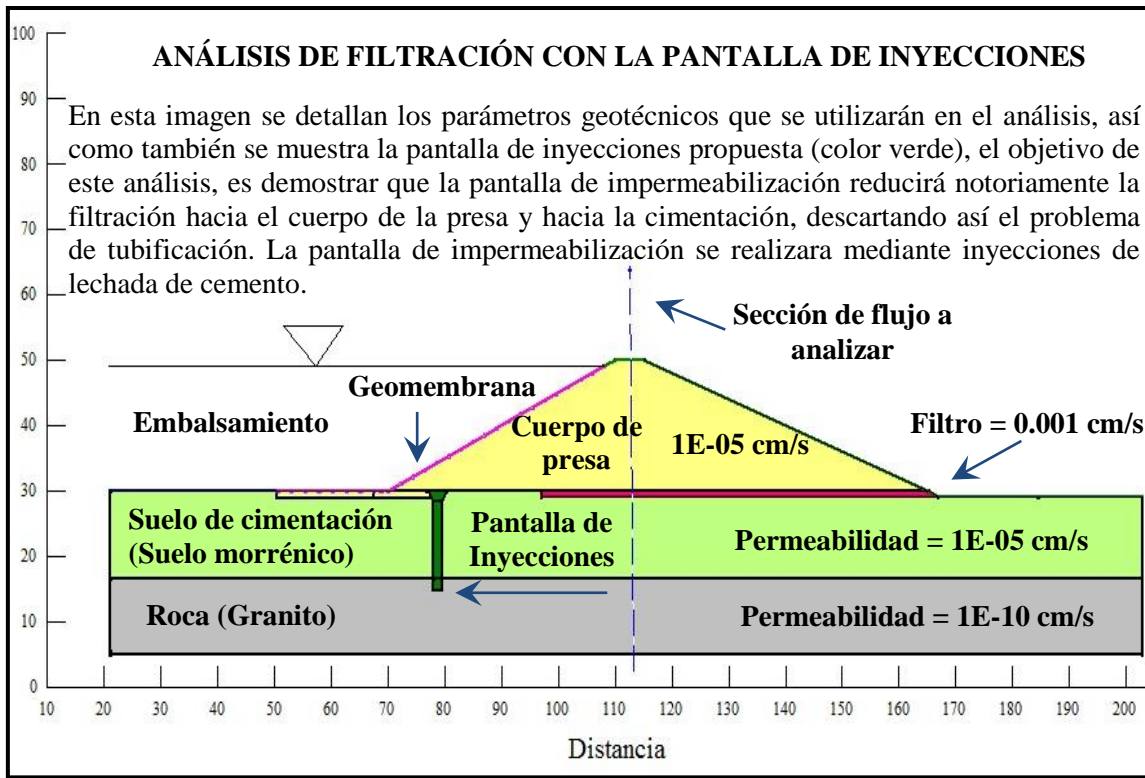 ANÁLISIS DE FILTRACIÓN CON LA PANTALLA DE INYECCIONES
En esta imagen se detallan los parámetros geotécnicos que se utilizarán en el análisis, así
como también se muestra la pantalla de inyecciones propuesta (color verde), el objetivo de
este análisis, es demostrar que la pantalla de impermeabilización reducirá notoriamente la
filtración hacia el cuerpo de la presa y hacia la cimentación, descartando así el problema
de tubificación. La pantalla de impermeabilización se realizara mediante inyecciones de
lechada de cemento.
100
90
80
70
60
50
40
30
20
10
0
Sección de flujo a
analizar
Geomembrana
Embalsamiento
Cuerpo de
presa
1E-05 cm/s
Filtro = 0.001 cm/s
Suelo de cimentación
(Suelo morrénico)
Pantalla de
Inyecciones
Permeabilidad = 1E-05 cm/s
Roca (Granito)
Permeabilidad = 1E-10 cm/s
10 20 30 40 50 60 70 80 90 100 110 120 130 140 150 160 170 180 190 200
Distancia